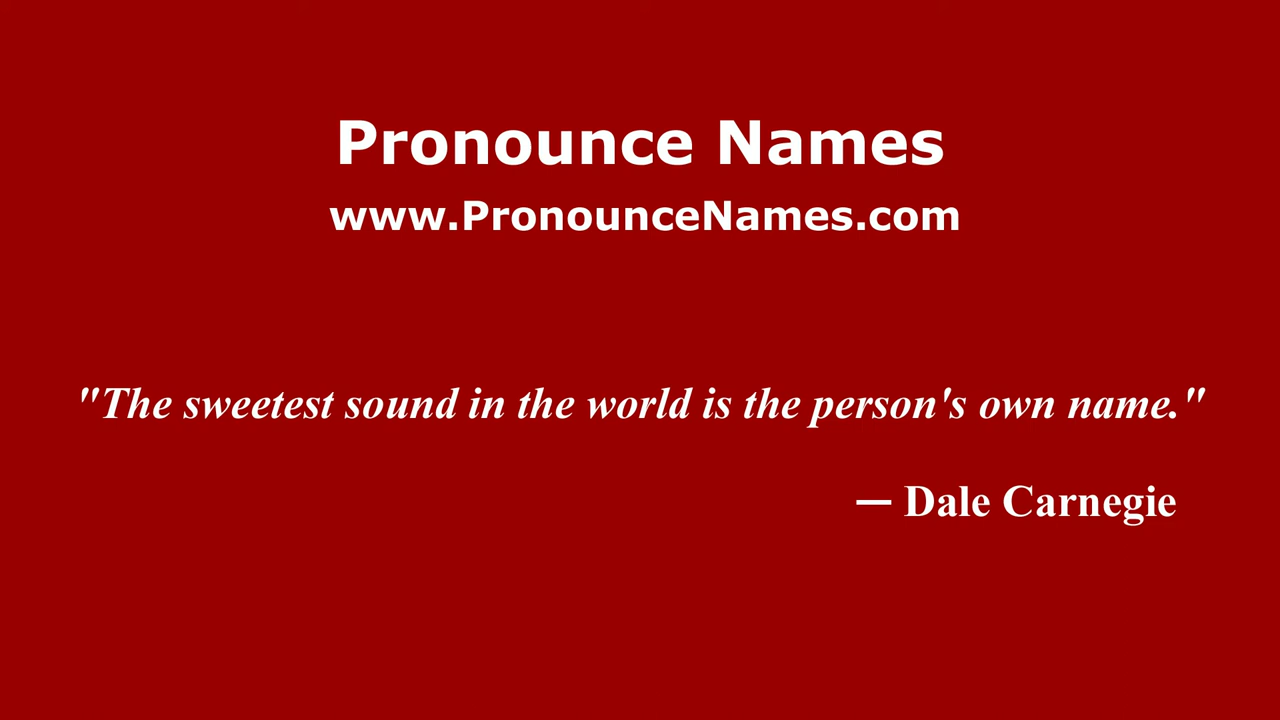 Pronounce Names
www.PronounceNames.com
"The sweetest sound in the world is the person's own name."
— Dale Carnegie